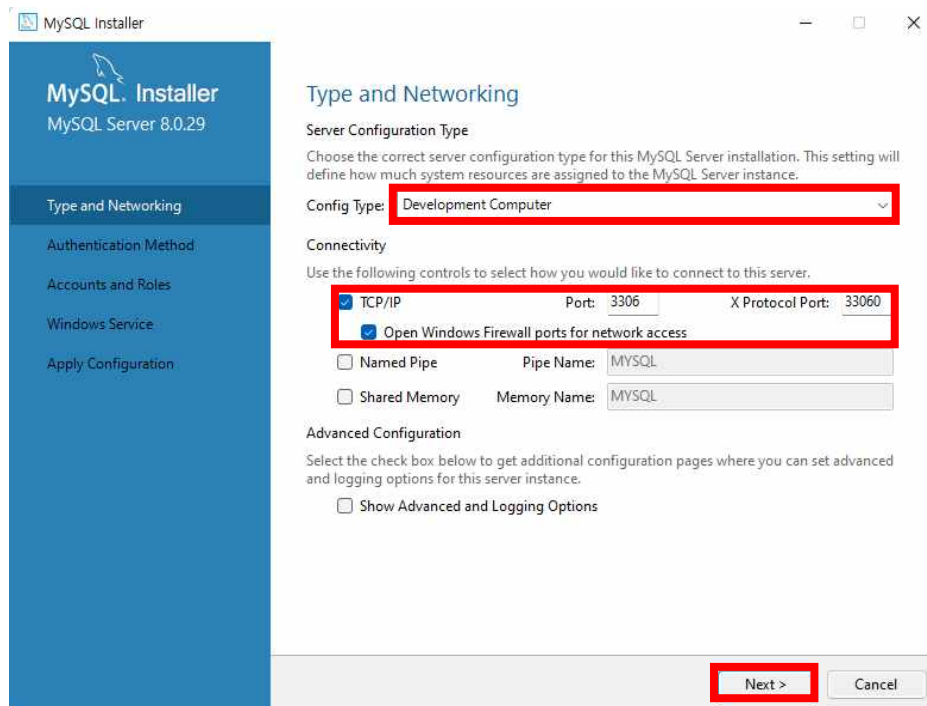 MySQL Installer
MySQL. Installer
MySQL Server 8.0.29
Type and Networking
Authentication Method
Accounts and Roles
Windows Service
Apply Configuration
Type and Networking
Server Configuration Type
Choose the correct server configuration type for this MySQL Server installation. This setting will
define how much system resources are assigned to the MySQL Server instance.
Config Type: Development Computer
Connectivity
Use the following controls to select how you would like to connect to this server.
TCP/IP Port: 3306 X Protocol Port: 33060
Open Windows Firewall ports for network access
Named Pipe Pipe Name: MYSQL
Shared Memory Memory Name: MYSQL
Advanced Configuration
Select the check box below to get additional configuration pages where you can set advanced
and logging options for this server instance.
Show Advanced and Logging Options
Next > Cancel